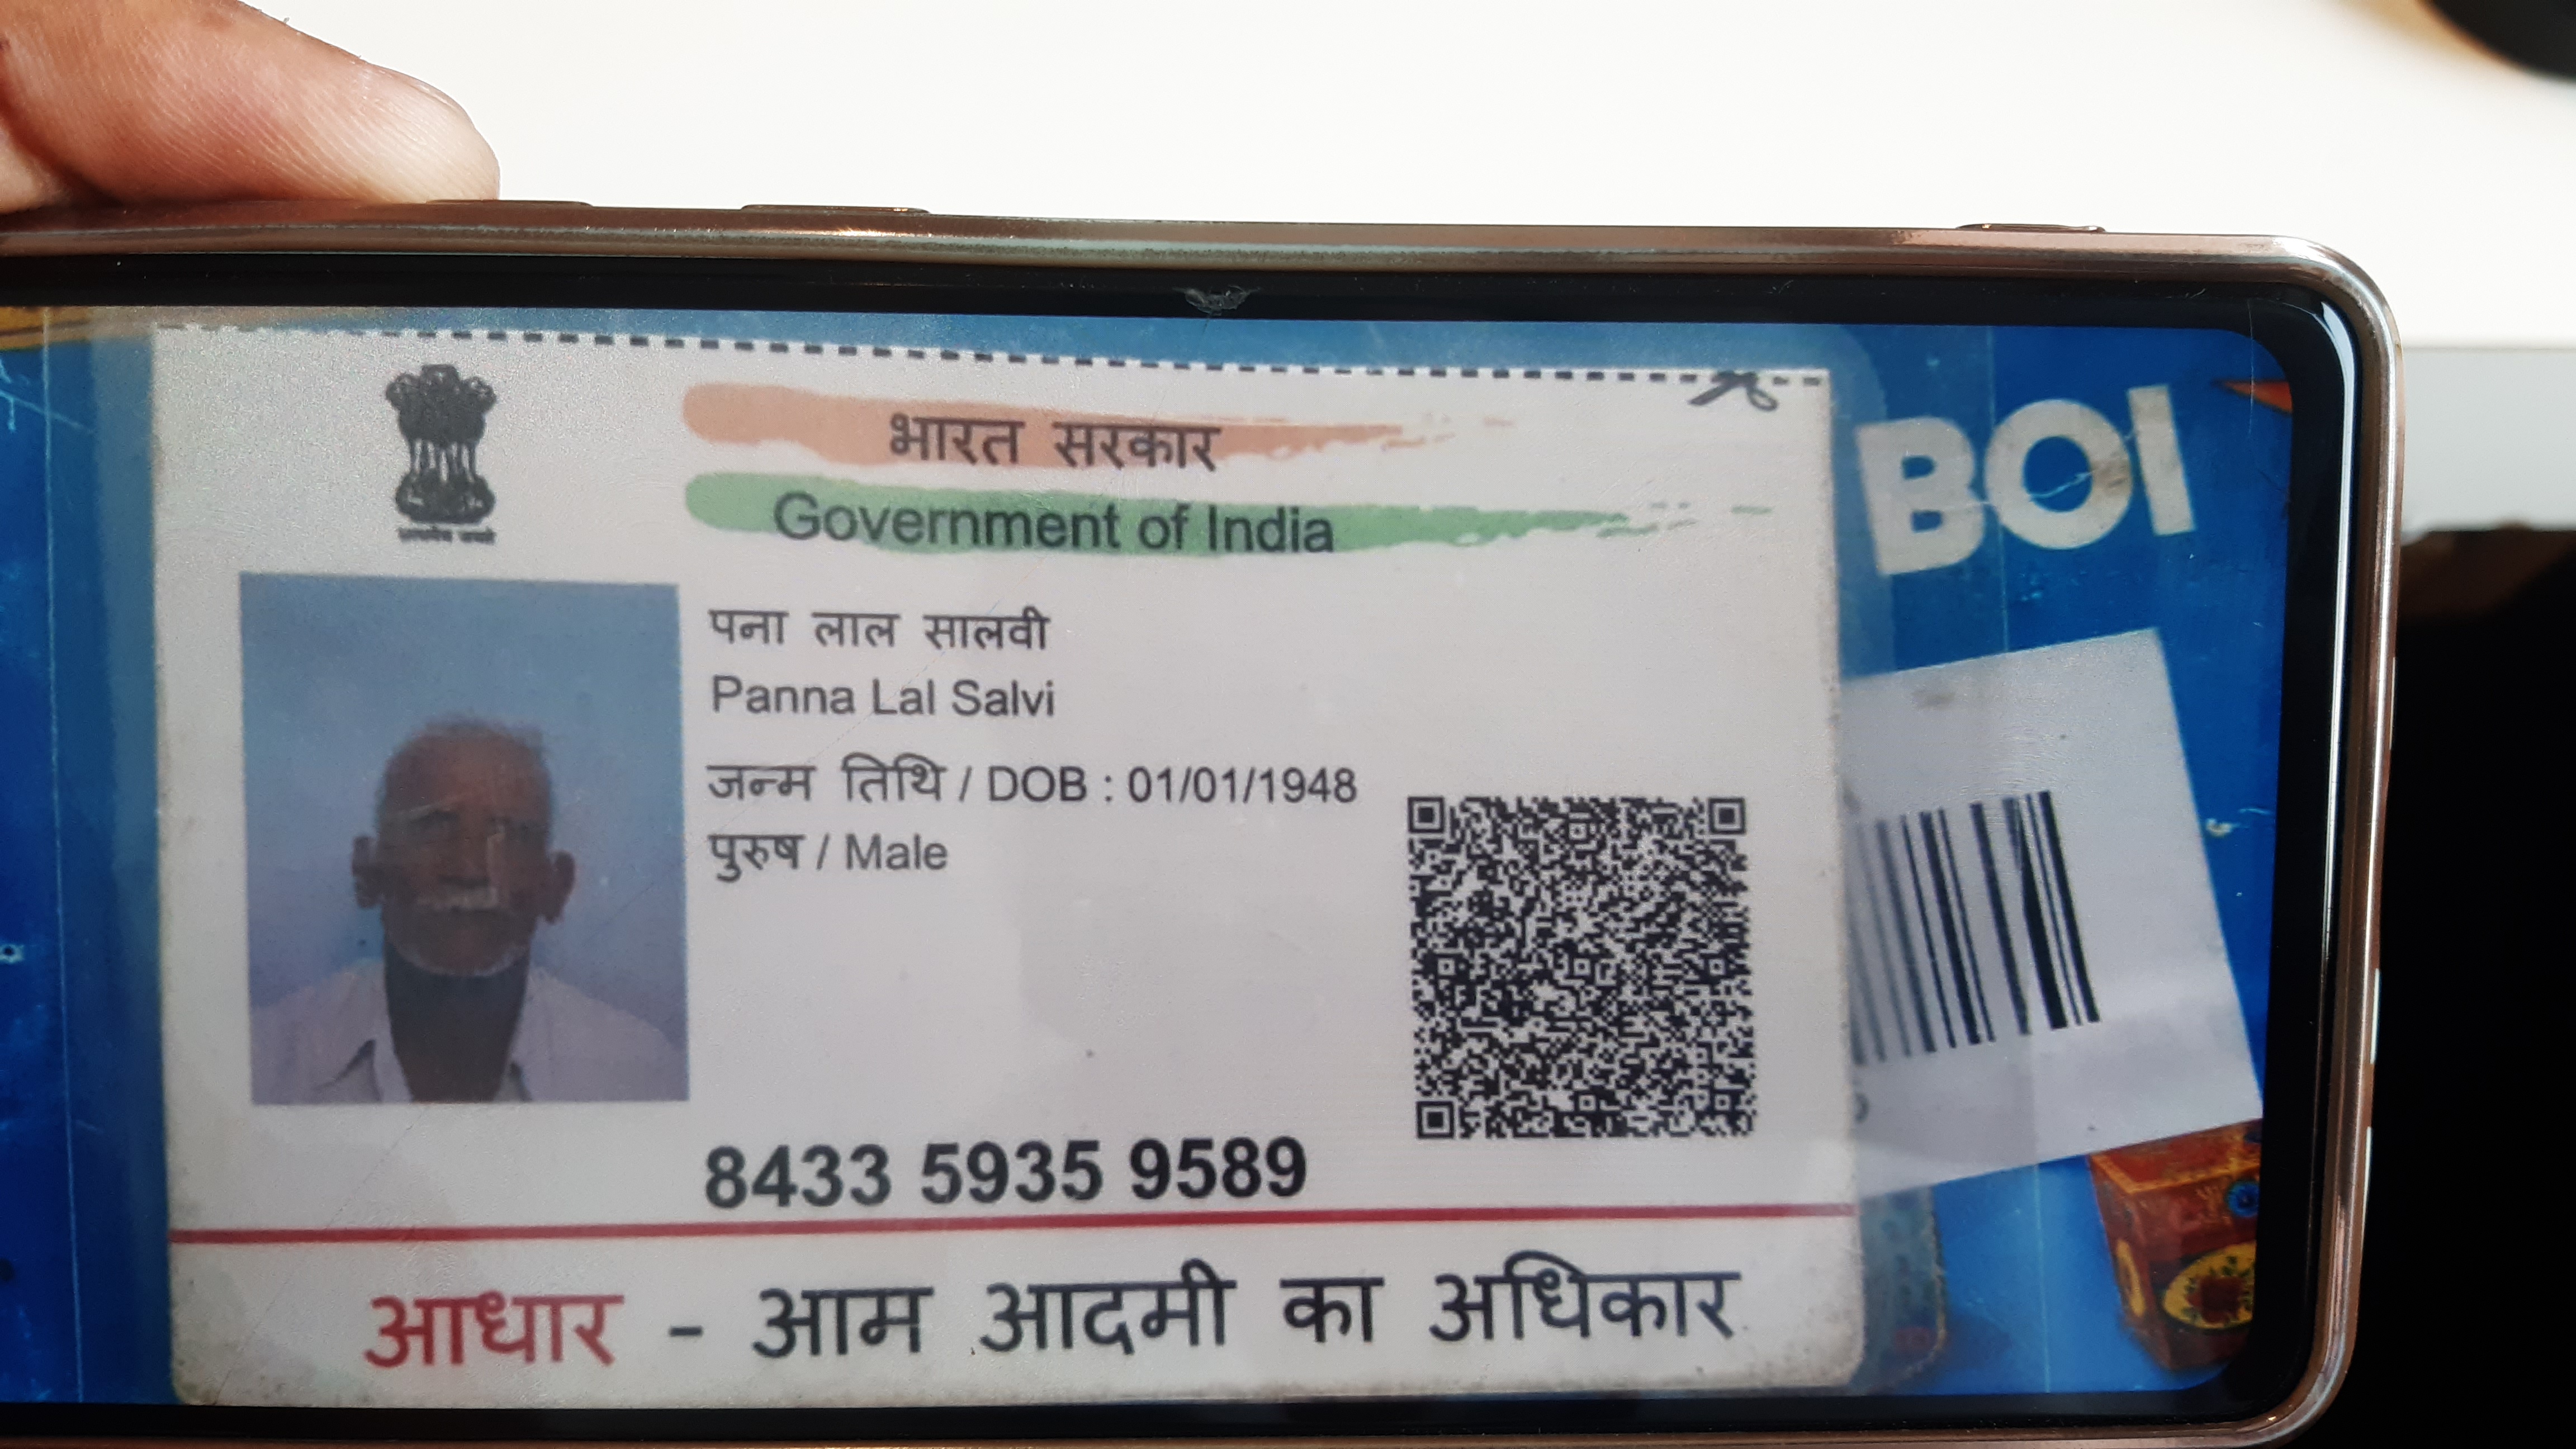 भारत सरकार
Government of India
पना लाल सालवी
Panna Lal Salvi
जन्म तिथि / DOB : 01/01/1948
पुरुष / Male
8433 5935 9589
आधार - आम आदमी का अधिकार
BOI